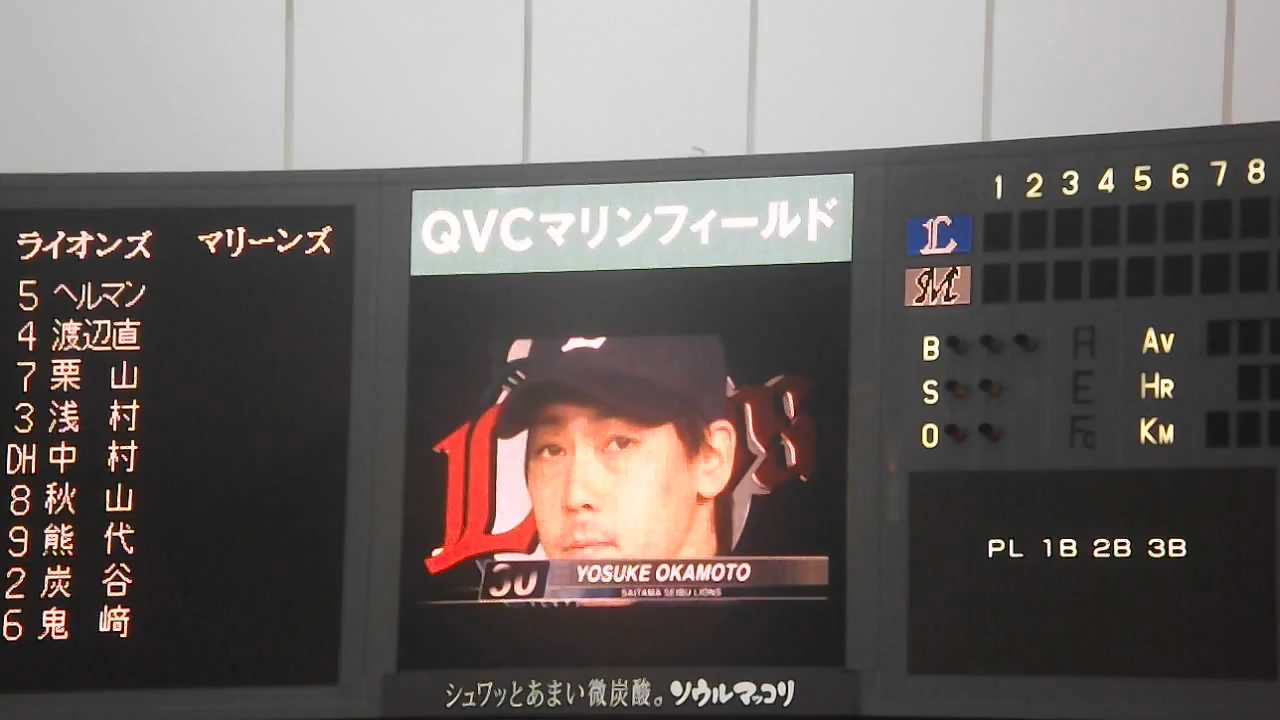 ライオンズ マリーンズ
5 ヘルマン
4 渡辺直
7 栗 山
3 浅 村
DH 中 村
8 秋 山
9 熊 代
2 炭 谷
6 鬼 﨑
QVCマリンフィールド
L B
30 YOSUKE OKAMOTO
SAITAMA SEIBU LIONS
シュワッとあまい微炭酸。ソウルマッコリ
1 2 3 4 5 6 7 8
L
M
B A AV
S E HR
O Fc KM
PL 1B 2B 3B